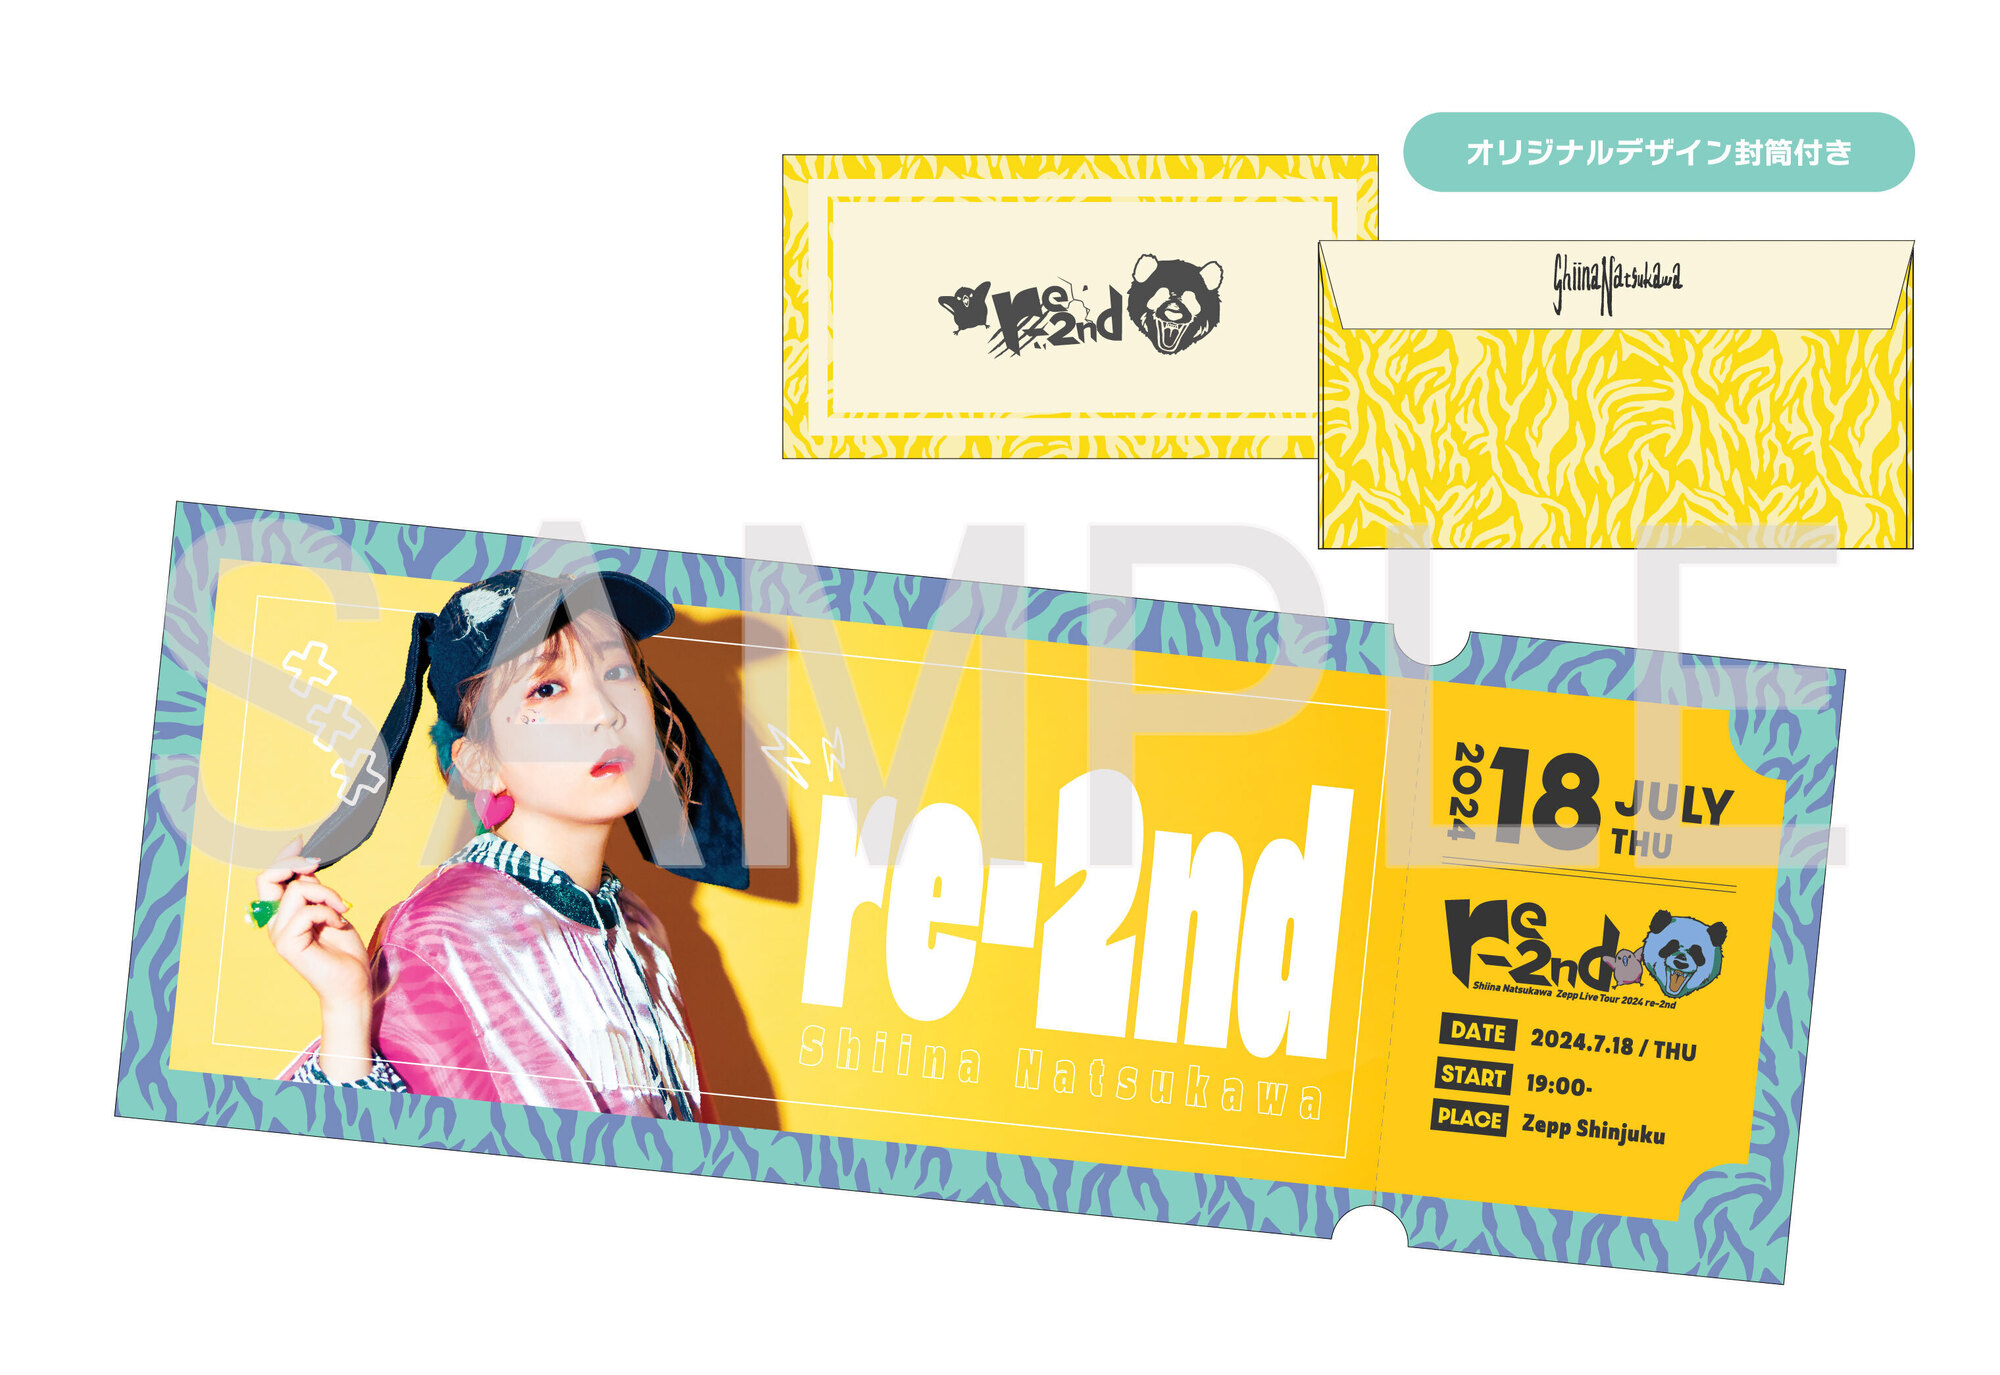 オリジナルデザイン封筒付き
re-2nd
Shiina Natsukawa
SAMPLE
re-2nd
Shiina Natsukawa
2024
18 JULY
THU
re-2nd
Shiina Natsukawa Zepp Live Tour 2024 re-2nd
DATE 2024.7.18 / THU
START 19:00-
PLACE Zepp Shinjuku